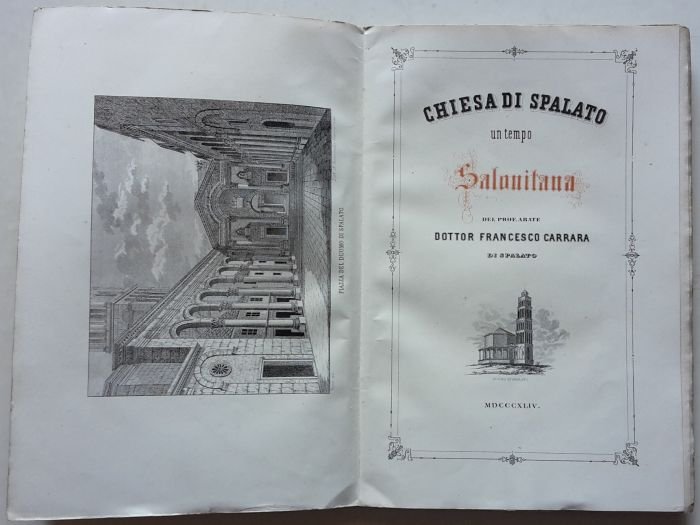 PIAZZA DEL DUOMO DI SPALATO
CHIESA DI SPALATO
un tempo
Salonitana
DEL PROF. ABATE
DOTTOR FRANCESCO CARRARA
DI SPALATO
MDCCCXLIV.